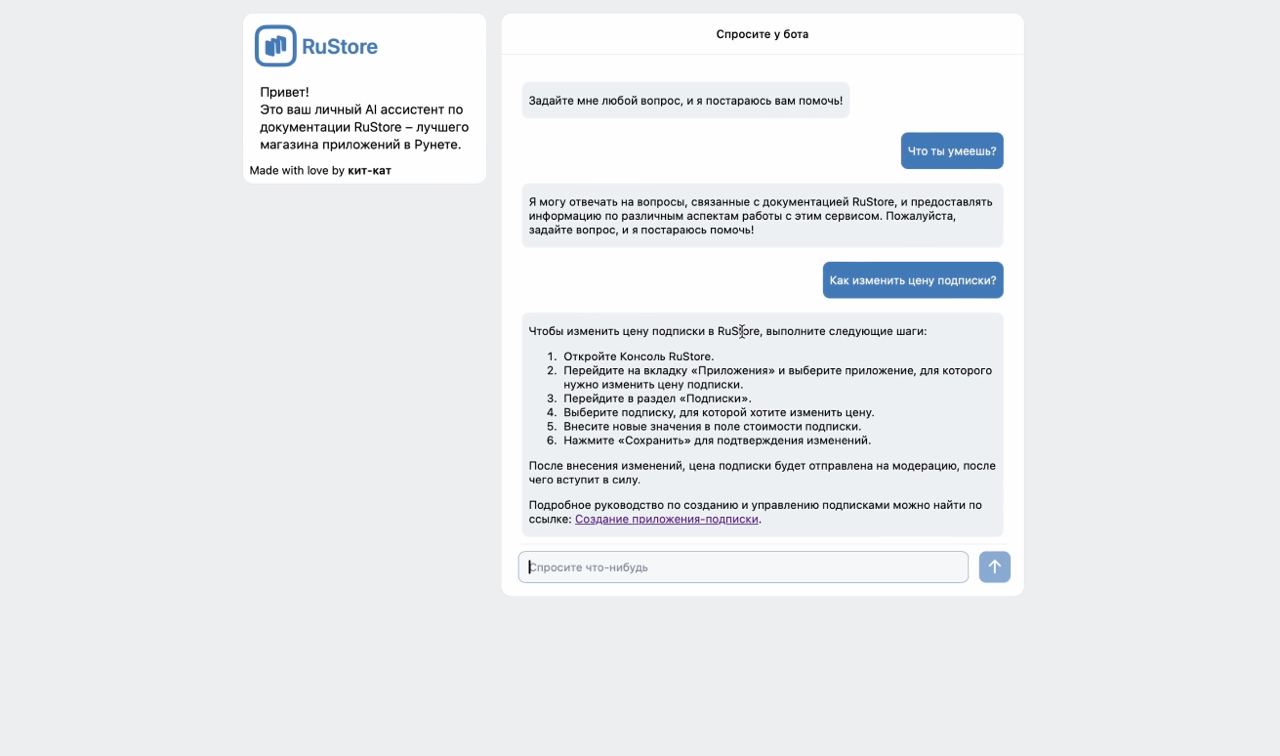 RuStore
Привет!
Это ваш личный AI ассистент по
документации RuStore – лучшего
магазина приложений в Рунете.
Made with love by кит-кат
Спросите у бота
Задайте мне любой вопрос, и я постараюсь вам помочь!
Что ты умеешь?
Я могу отвечать на вопросы, связанные с документацией RuStore, и предоставлять
информацию по различным аспектам работы с этим сервисом. Пожалуйста,
задайте вопрос, и я постараюсь помочь!
Как изменить цену подписки?
Чтобы изменить цену подписки в RuStore, выполните следующие шаги:
1. Откройте Консоль RuStore.
2. Перейдите на вкладку «Приложения» и выберите приложение, для которого
нужно изменить цену подписки.
3. Перейдите в раздел «Подписки».
4. Выберите подписку, для которой хотите изменить цену.
5. Внесите новые значения в поле стоимости подписки.
6. Нажмите «Сохранить» для подтверждения изменений.
После внесения изменений, цена подписки будет отправлена на модерацию, после
чего вступит в силу.
Подробное руководство по созданию и управлению подписками можно найти по
ссылке: Создание приложения-подписки.
Спросите что-нибудь